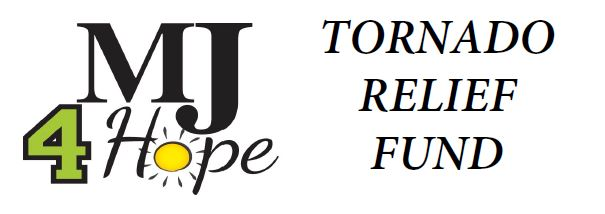 MJ
4 Hope
TORNADO
RELIEF
FUND